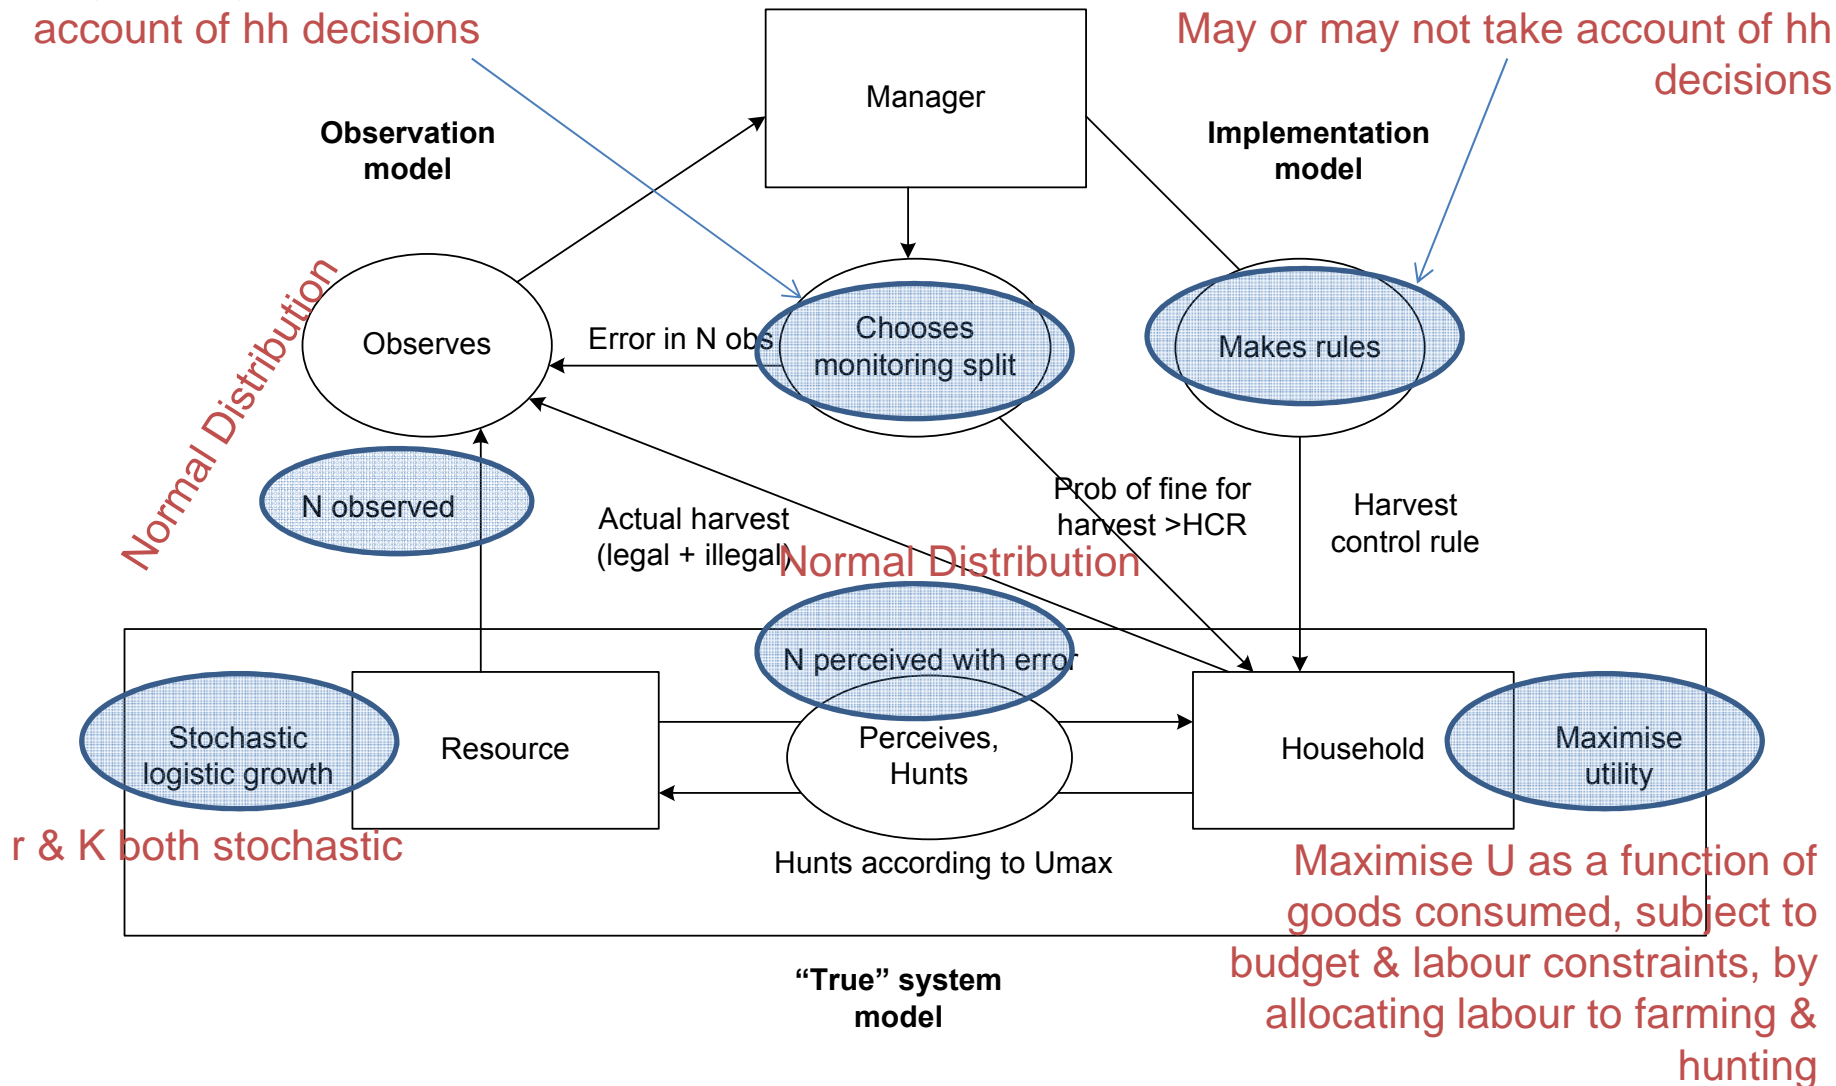 account of hh decisions
May or may not take account of hh
decisions
Manager
Observation
model
Implementation
model
Normal Distribution
Observes
Error in N obs
Chooses
monitoring split
Makes rules
N observed
Actual harvest
(legal + illegal)
Prob of fine for
harvest >HCR
Harvest
control rule
Normal Distribution
N perceived with error
Stochastic
logistic growth
Resource
Perceives,
Hunts
Household
Maximise
utility
r & K both stochastic
Hunts according to Umax
Maximise U as a function of
goods consumed, subject to
budget & labour constraints, by
allocating labour to farming &
hunting
“True” system
model